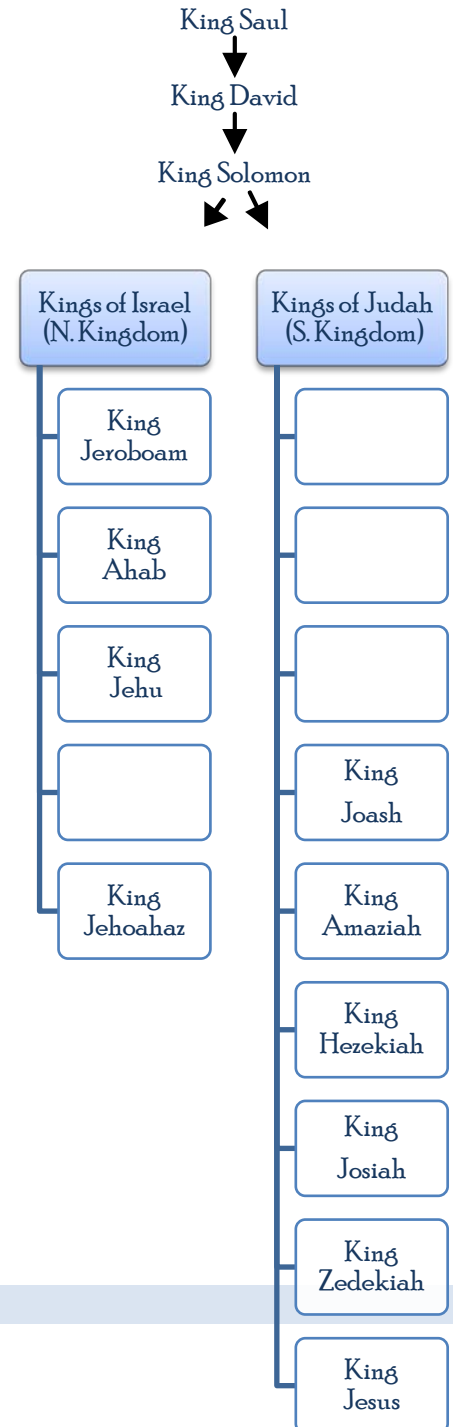 King Saul
King David
King Solomon
Kings of Israel
(N. Kingdom)
King
Jeroboam
King
Ahab
King
Jehu
King
Jehoahaz
Kings of Judah
(S. Kingdom)
King
Joash
King
Amaziah
King
Hezekiah
King
Josiah
King
Zedekiah
King
Jesus